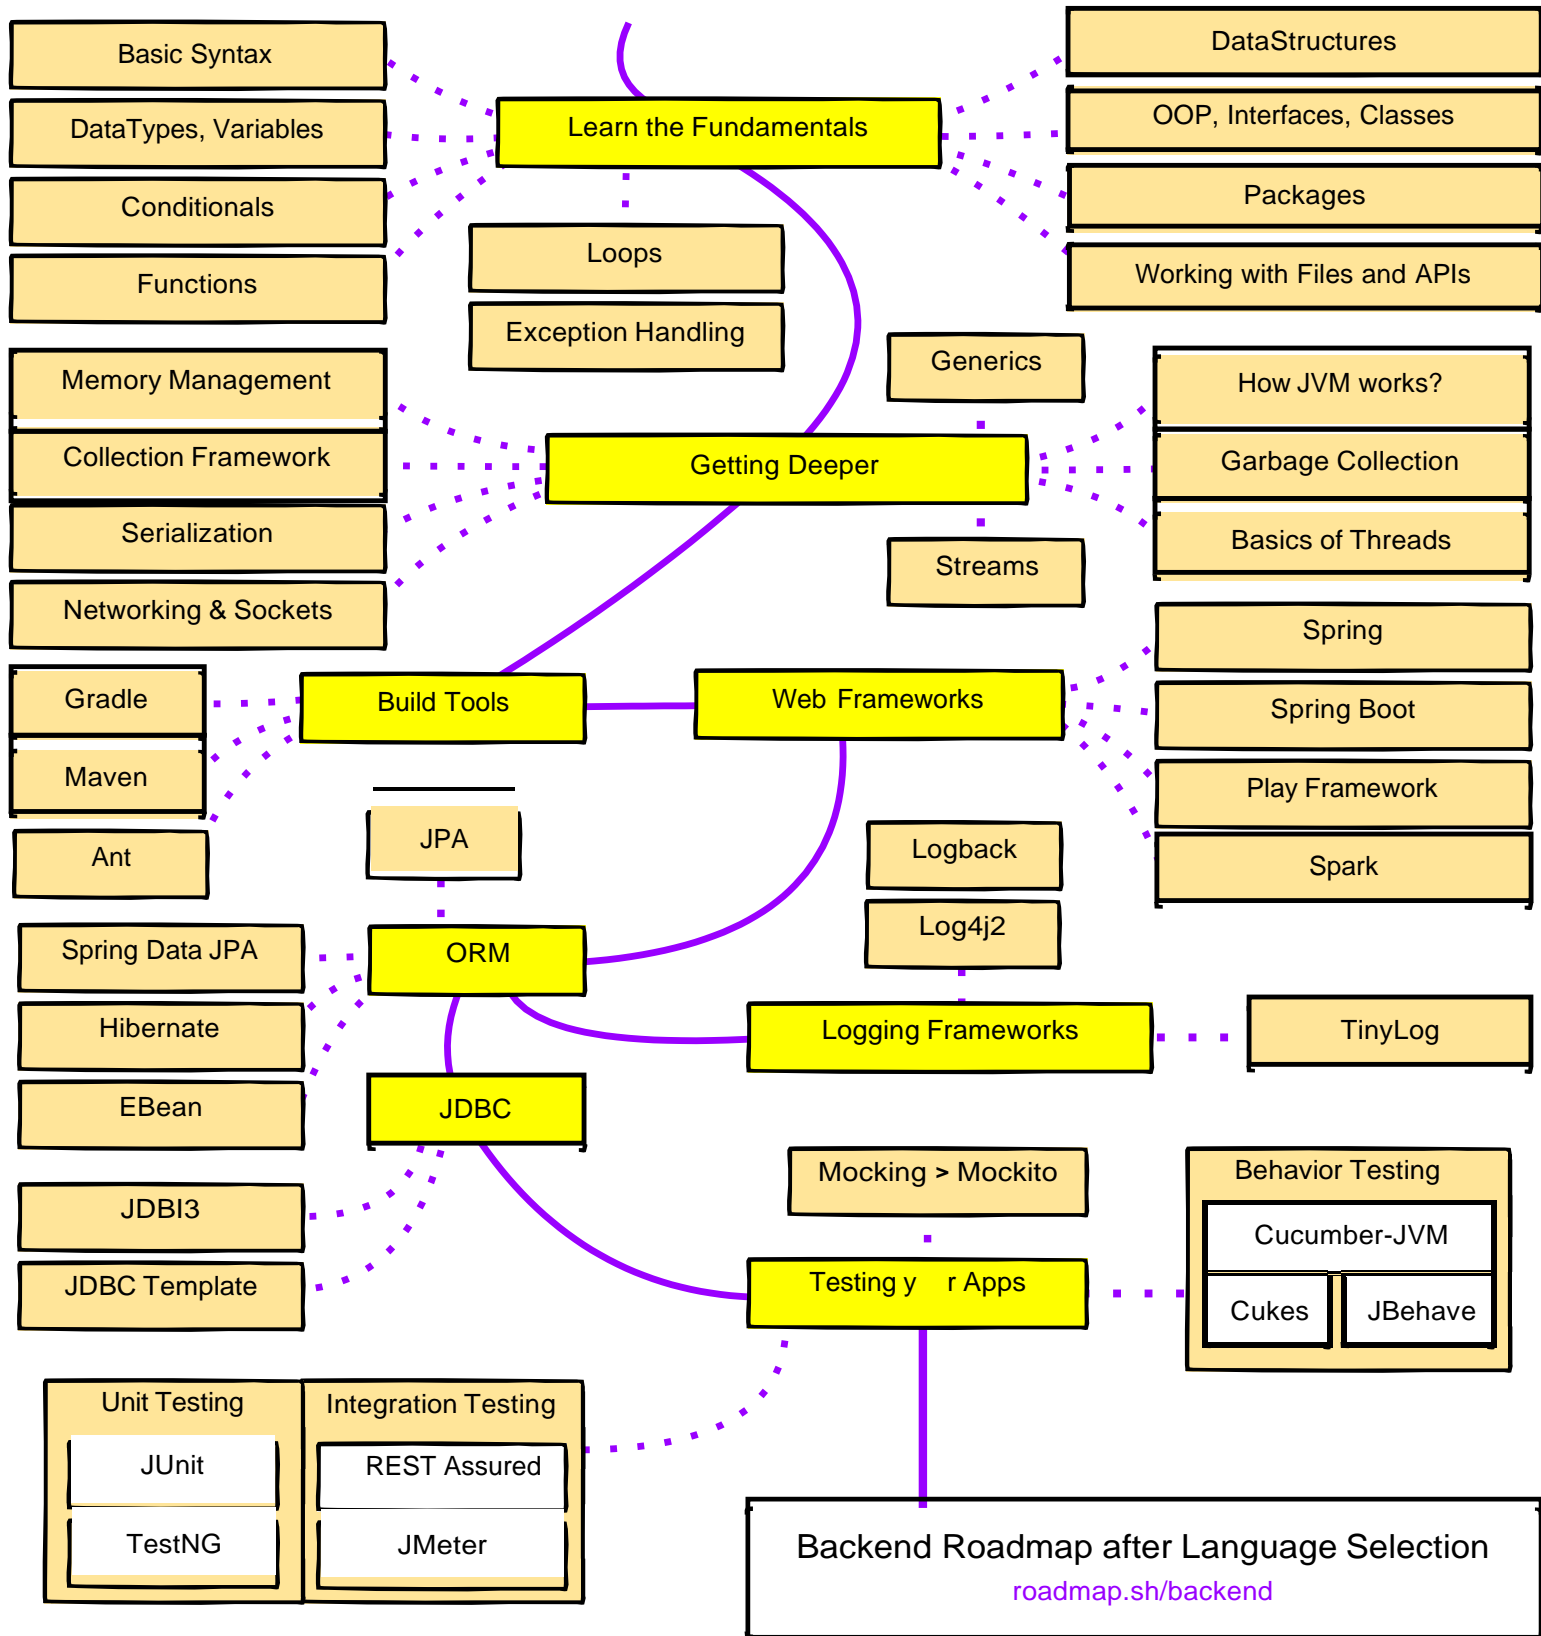 Basic Syntax
DataStructures
Learn the Fundamentals
DataTypes, Variables
OOP, Interfaces, Classes
Conditionals
Packages
Loops
Functions
Working with Files and APIs
Exception Handling
Generics
Memory Management
How JVM works?
Collection Framework
Getting Deeper
Garbage Collection
Serialization
Basics of Threads
Streams
Networking & Sockets
Spring
Gradle
Build Tools
Web Frameworks
Spring Boot
Maven
Play Framework
JPA
Ant
Logback
Spark
Spring Data JPA
ORM
Log4j2
Hibernate
Logging Frameworks
TinyLog
EBean
JDBC
Mocking > Mockito
Behavior Testing
JDBI3
Cucumber-JVM
JDBC Template
Testing y r Apps
Cukes
JBehave
Unit Testing
Integration Testing
JUnit
REST Assured
TestNG
JMeter
Backend Roadmap after Language Selection
roadmap.sh/backend